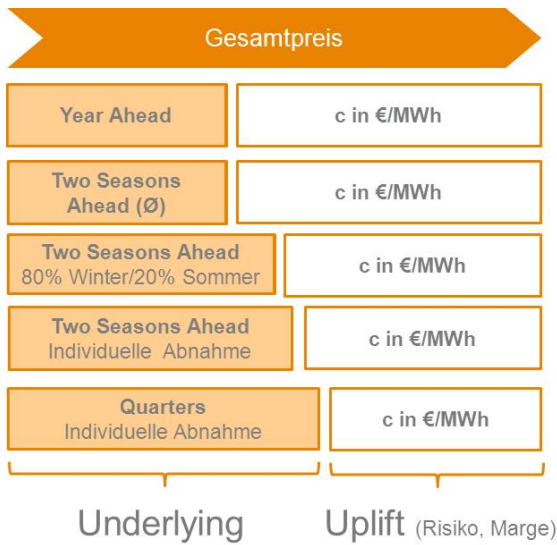 Gesamtpreis
Year Ahead
c in €/MWh
Two Seasons
Ahead (Ø)
c in €/MWh
Two Seasons Ahead
80% Winter/20% Sommer
c in €/MWh
Two Seasons Ahead
Individuelle Abnahme
c in €/MWh
Quarters
Individuelle Abnahme
c in €/MWh
Underlying
Uplift (Risiko, Marge)